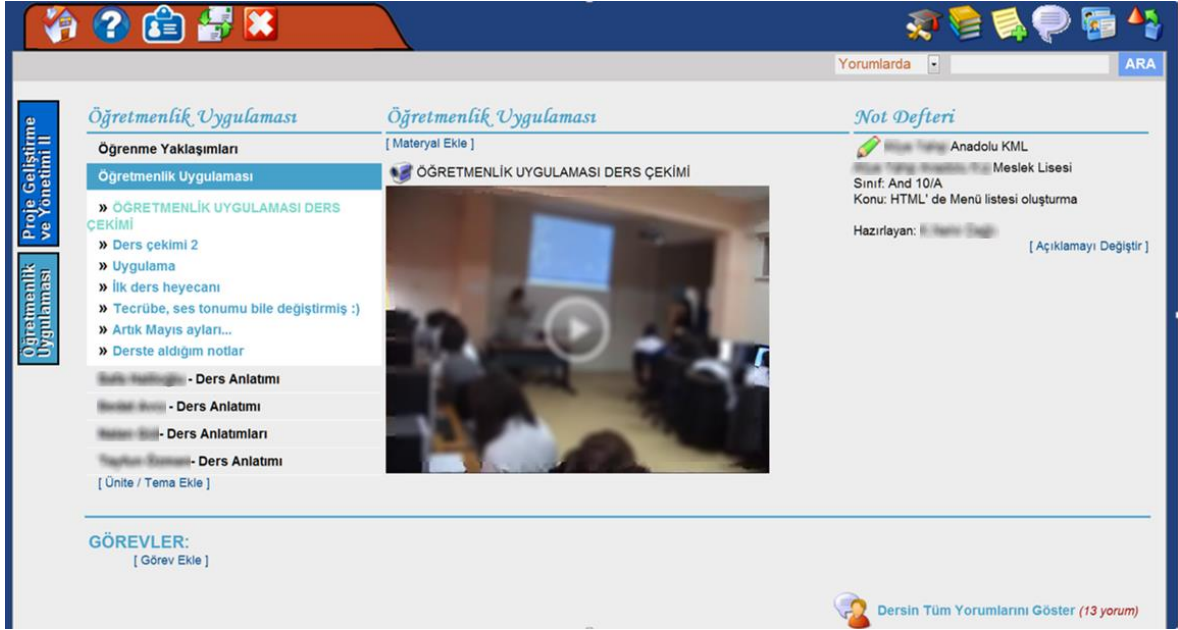 Yorumlarda
ARA
Proje Geliştirme
ve Yönetimi II
Öğretmenlik
Uygulaması
Öğretmenlik Uygulaması
Öğrenme Yaklaşımları
Öğretmenlik Uygulaması
» ÖĞRETMENLİK UYGULAMASI DERS
ÇEKİMİ
» Ders çekimi 2
» Uygulama
» İlk ders heyecanı
» Tecrübe, ses tonumu bile değiştirmiş :)
» Artık Mayıs ayları...
» Derste aldığım notlar
- Ders Anlatımı
- Ders Anlatımı
- Ders Anlatımları
- Ders Anlatımı
[ Ünite / Tema Ekle ]
Öğretmenlik Uygulaması
[ Materyal Ekle ]
ÖĞRETMENLİK UYGULAMASI DERS ÇEKİMİ
Not Defteri
Anadolu KML
Meslek Lisesi
Sınıf: And 10/A
Konu: HTML' de Menü listesi oluşturma
Hazırlayan:
[ Açıklamayı Değiştir ]
GÖREVLER:
[ Görev Ekle ]
Dersin Tüm Yorumlarını Göster (13 yorum)